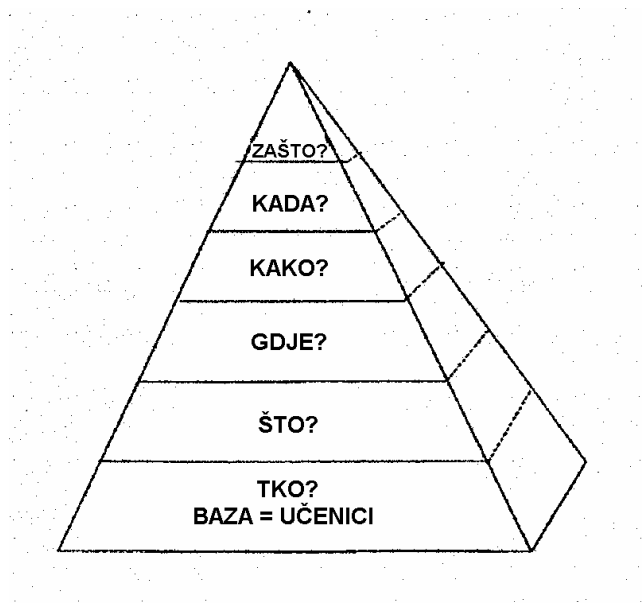 ZAŠTO?
KADA?
KAKO?
GDJE?
ŠTO?
TKO?
BAZA = UČENICI